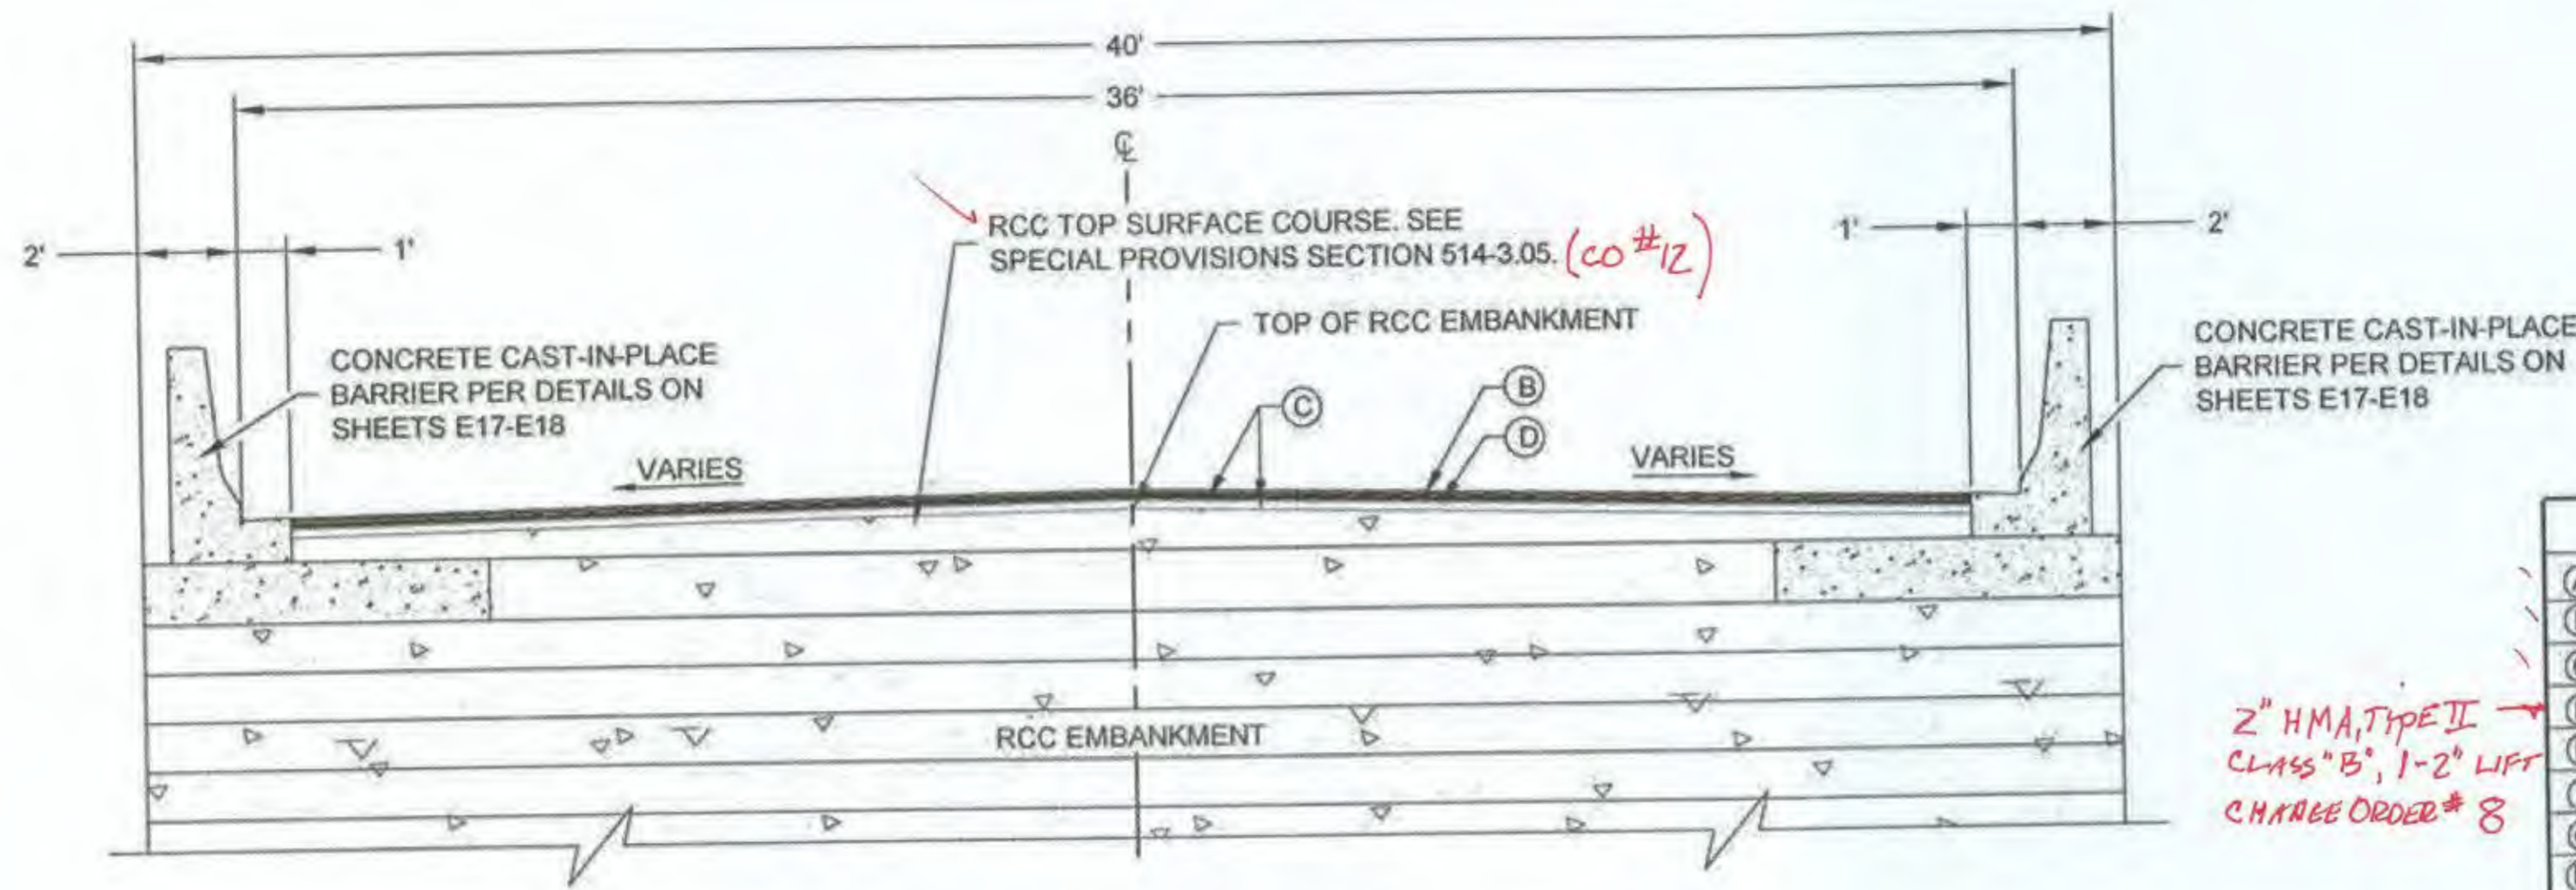 40'
36'
℄
2'
1'
RCC TOP SURFACE COURSE. SEE
SPECIAL PROVISIONS SECTION 514-3.05. (CO #12)
1'
2'
TOP OF RCC EMBANKMENT
CONCRETE CAST-IN-PLACE
BARRIER PER DETAILS ON
SHEETS E17-E18
C
B
D
CONCRETE CAST-IN-PLACE
BARRIER PER DETAILS ON
SHEETS E17-E18
VARIES
VARIES
RCC EMBANKMENT
2" HMA, TYPE II
CLASS "B", 1-2" LIFT
CHANGE ORDER # 8